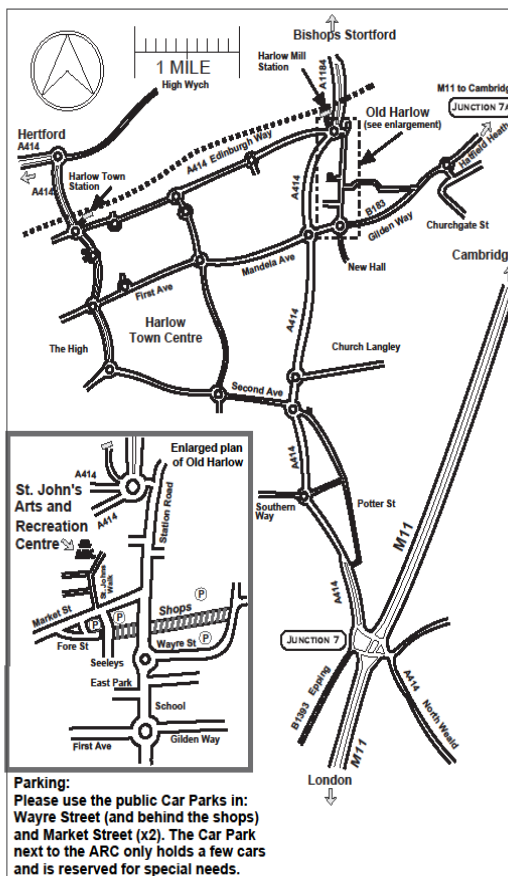 Bishops Stortford
Harlow Mill
Station
A1184
1 MILE
High Wych
M11 to Cambridg
JUNCTION 7A
Old Harlow
(see enlargement)
Hatfield Heath
Hertford
A414
A414
A414 Edinburgh Way
Harlow Town
Station
A414
B183
Gilden Way
Churchgate St
Mandela Ave
New Hall
Cambridg
First Ave
Harlow
Town Centre
A414
The High
Church Langley
Second Ave
A414
Southern
Way
Potter St
M11
A414
JUNCTION 7
B1393 Epping
A414
North Weald
M11
London
Enlarged plan
of Old Harlow
A414
St. John's
Arts and
Recreation
Centre
A414
Station Road
St. Johns
Walk
Market St
P
Shops
P
P
P
Fore St
Wayre St
Seeleys
East Park
School
First Ave
Gilden Way
Parking:
Please use the public Car Parks in:
Wayre Street (and behind the shops)
and Market Street (x2). The Car Park
next to the ARC only holds a few cars
and is reserved for special needs.